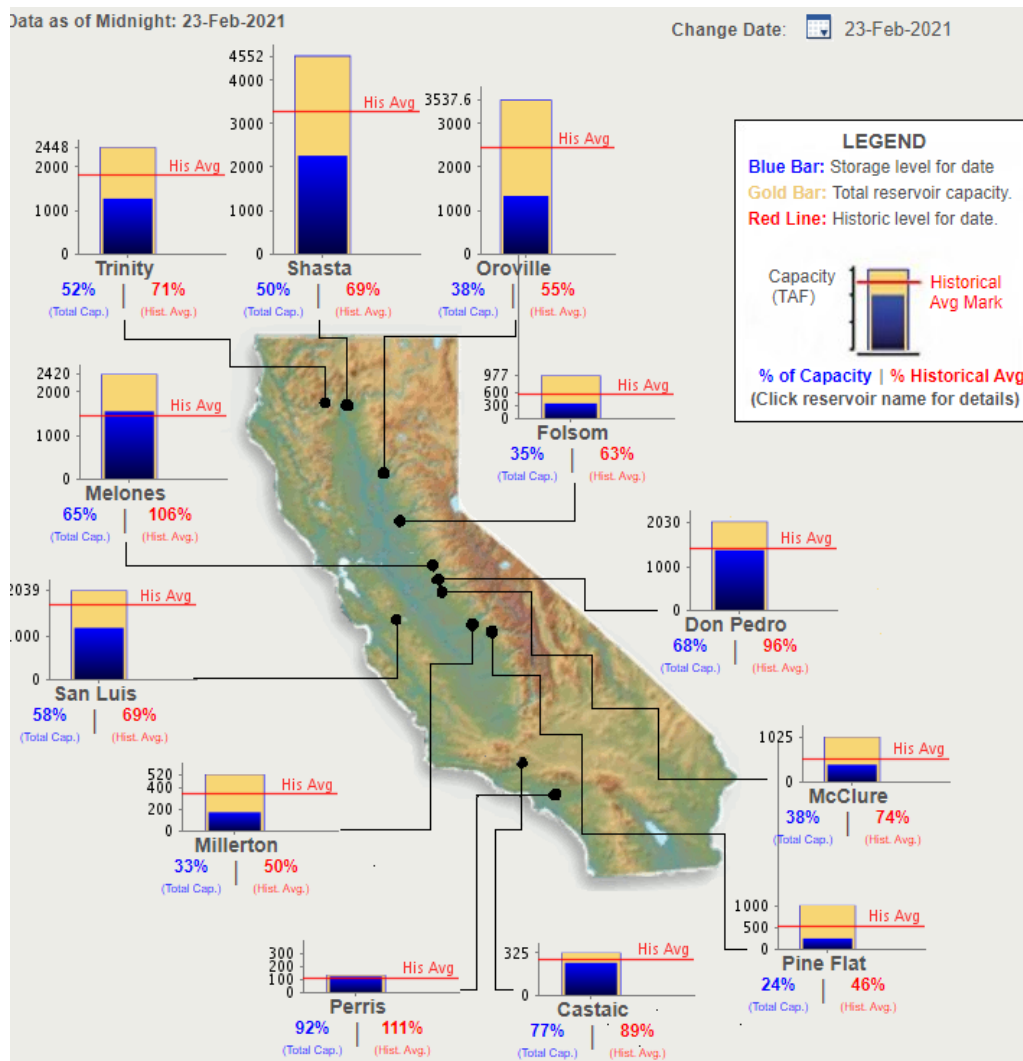 Data as of Midnight: 23-Feb-2021
Change Date: 23-Feb-2021
4552
4000
3000
2000
1000
0
His Avg
Shasta
50% | 69%
(Total Cap.) (Hist. Avg.)
2448
2000
1000
0
His Avg
Trinity
52% | 71%
(Total Cap.) (Hist. Avg.)
3537.6
3000
2000
1000
0
His Avg
Oroville
38% | 55%
(Total Cap.) (Hist. Avg.)
LEGEND
Blue Bar: Storage level for date
Gold Bar: Total reservoir capacity.
Red Line: Historic level for date.
Capacity
(TAF)
Historical
Avg Mark
% of Capacity | % Historical Avg
(Click reservoir name for details)
2420
2000
1000
0
His Avg
Melones
65% | 106%
(Total Cap.) (Hist. Avg.)
977
600
300
0
His Avg
Folsom
35% | 63%
(Total Cap.) (Hist. Avg.)
2030
1000
0
His Avg
Don Pedro
68% | 96%
(Total Cap.) (Hist. Avg.)
2039
1000
0
His Avg
San Luis
58% | 69%
(Total Cap.) (Hist. Avg.)
1025
0
His Avg
McClure
38% | 74%
(Total Cap.) (Hist. Avg.)
520
400
200
0
His Avg
Millerton
33% | 50%
(Total Cap.) (Hist. Avg.)
1000
500
0
His Avg
Pine Flat
24% | 46%
(Total Cap.) (Hist. Avg.)
300
200
100
0
His Avg
Perris
92% | 111%
(Total Cap.) (Hist. Avg.)
325
0
His Avg
Castaic
77% | 89%
(Total Cap.) (Hist. Avg.)